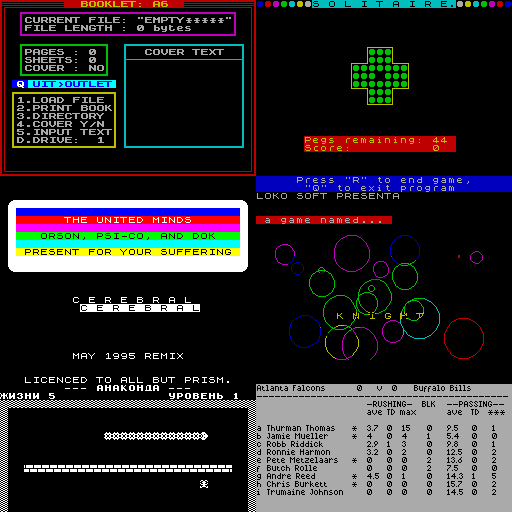 BOOKLET: A6
CURRENT FILE: "EMPTY*****"
FILE LENGTH : 0 bytes
PAGES : 0
SHEETS: 0
COVER : NO
COVER TEXT
Q UIT>OUTLET
1.LOAD FILE
2.PRINT BOOK
3.DIRECTORY
4.COVER Y/N
5.INPUT TEXT
D.DRIVE: 1
SOLITAIRE.
Pegs remaining: 44
Score: 0
Press "R" to end game,
"Q" to exit program
THE UNITED MINDS
ORSON, PSI-CO, AND DOK
PRESENT FOR YOUR SUFFERING
CEREBRAL
CEREBRAL
MAY 1995 REMIX
LICENCED TO ALL BUT PRISM.
LOKO SOFT PRESENTA
a game named...
KNIGHT
--- АНАКОНДА ---
ЖИЗНИ 5 УРОВЕНЬ 1
Atlanta Falcons 0 v 0 Buffalo Bills
-RUSHING- BLK --PASSING--
ave TD max ave TD ***
a Thurman Thomas * 3.7 0 15 0 9.5 0 1
b Jamie Mueller * 4 0 4 1 5.4 0 0
c Robb Riddick 2.9 1 3 0 9.8 0 1
d Ronnie Harmon 3.2 0 2 0 12.5 0 2
e Pete Metzelaars * 0 0 0 2 13.6 0 2
f Butch Rolle 0 0 0 2 7.5 0 0
g Andre Reed * 4.5 0 1 0 14.3 1 5
h Chris Burkett * 0 0 0 0 15.7 0 2
i Trumaine Johnson 0 0 0 0 14.5 0 2